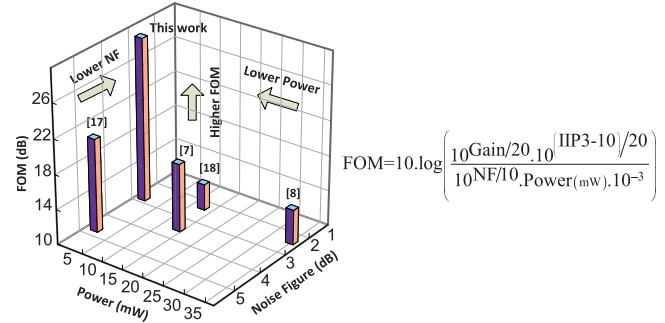 This work
Lower NF
Lower Power
Higher FOM
[17]
[7]
[18]
[8]
FOM (dB)
26
22
18
14
10
5
10
15
20
25
30
35
Power (mW)
5
4
3
2
1
Noise Figure (dB)
FOM=10.log(10^Gain/20.10^(IIP3-10)/20 / 10^NF/10.Power(mW).10^-3)